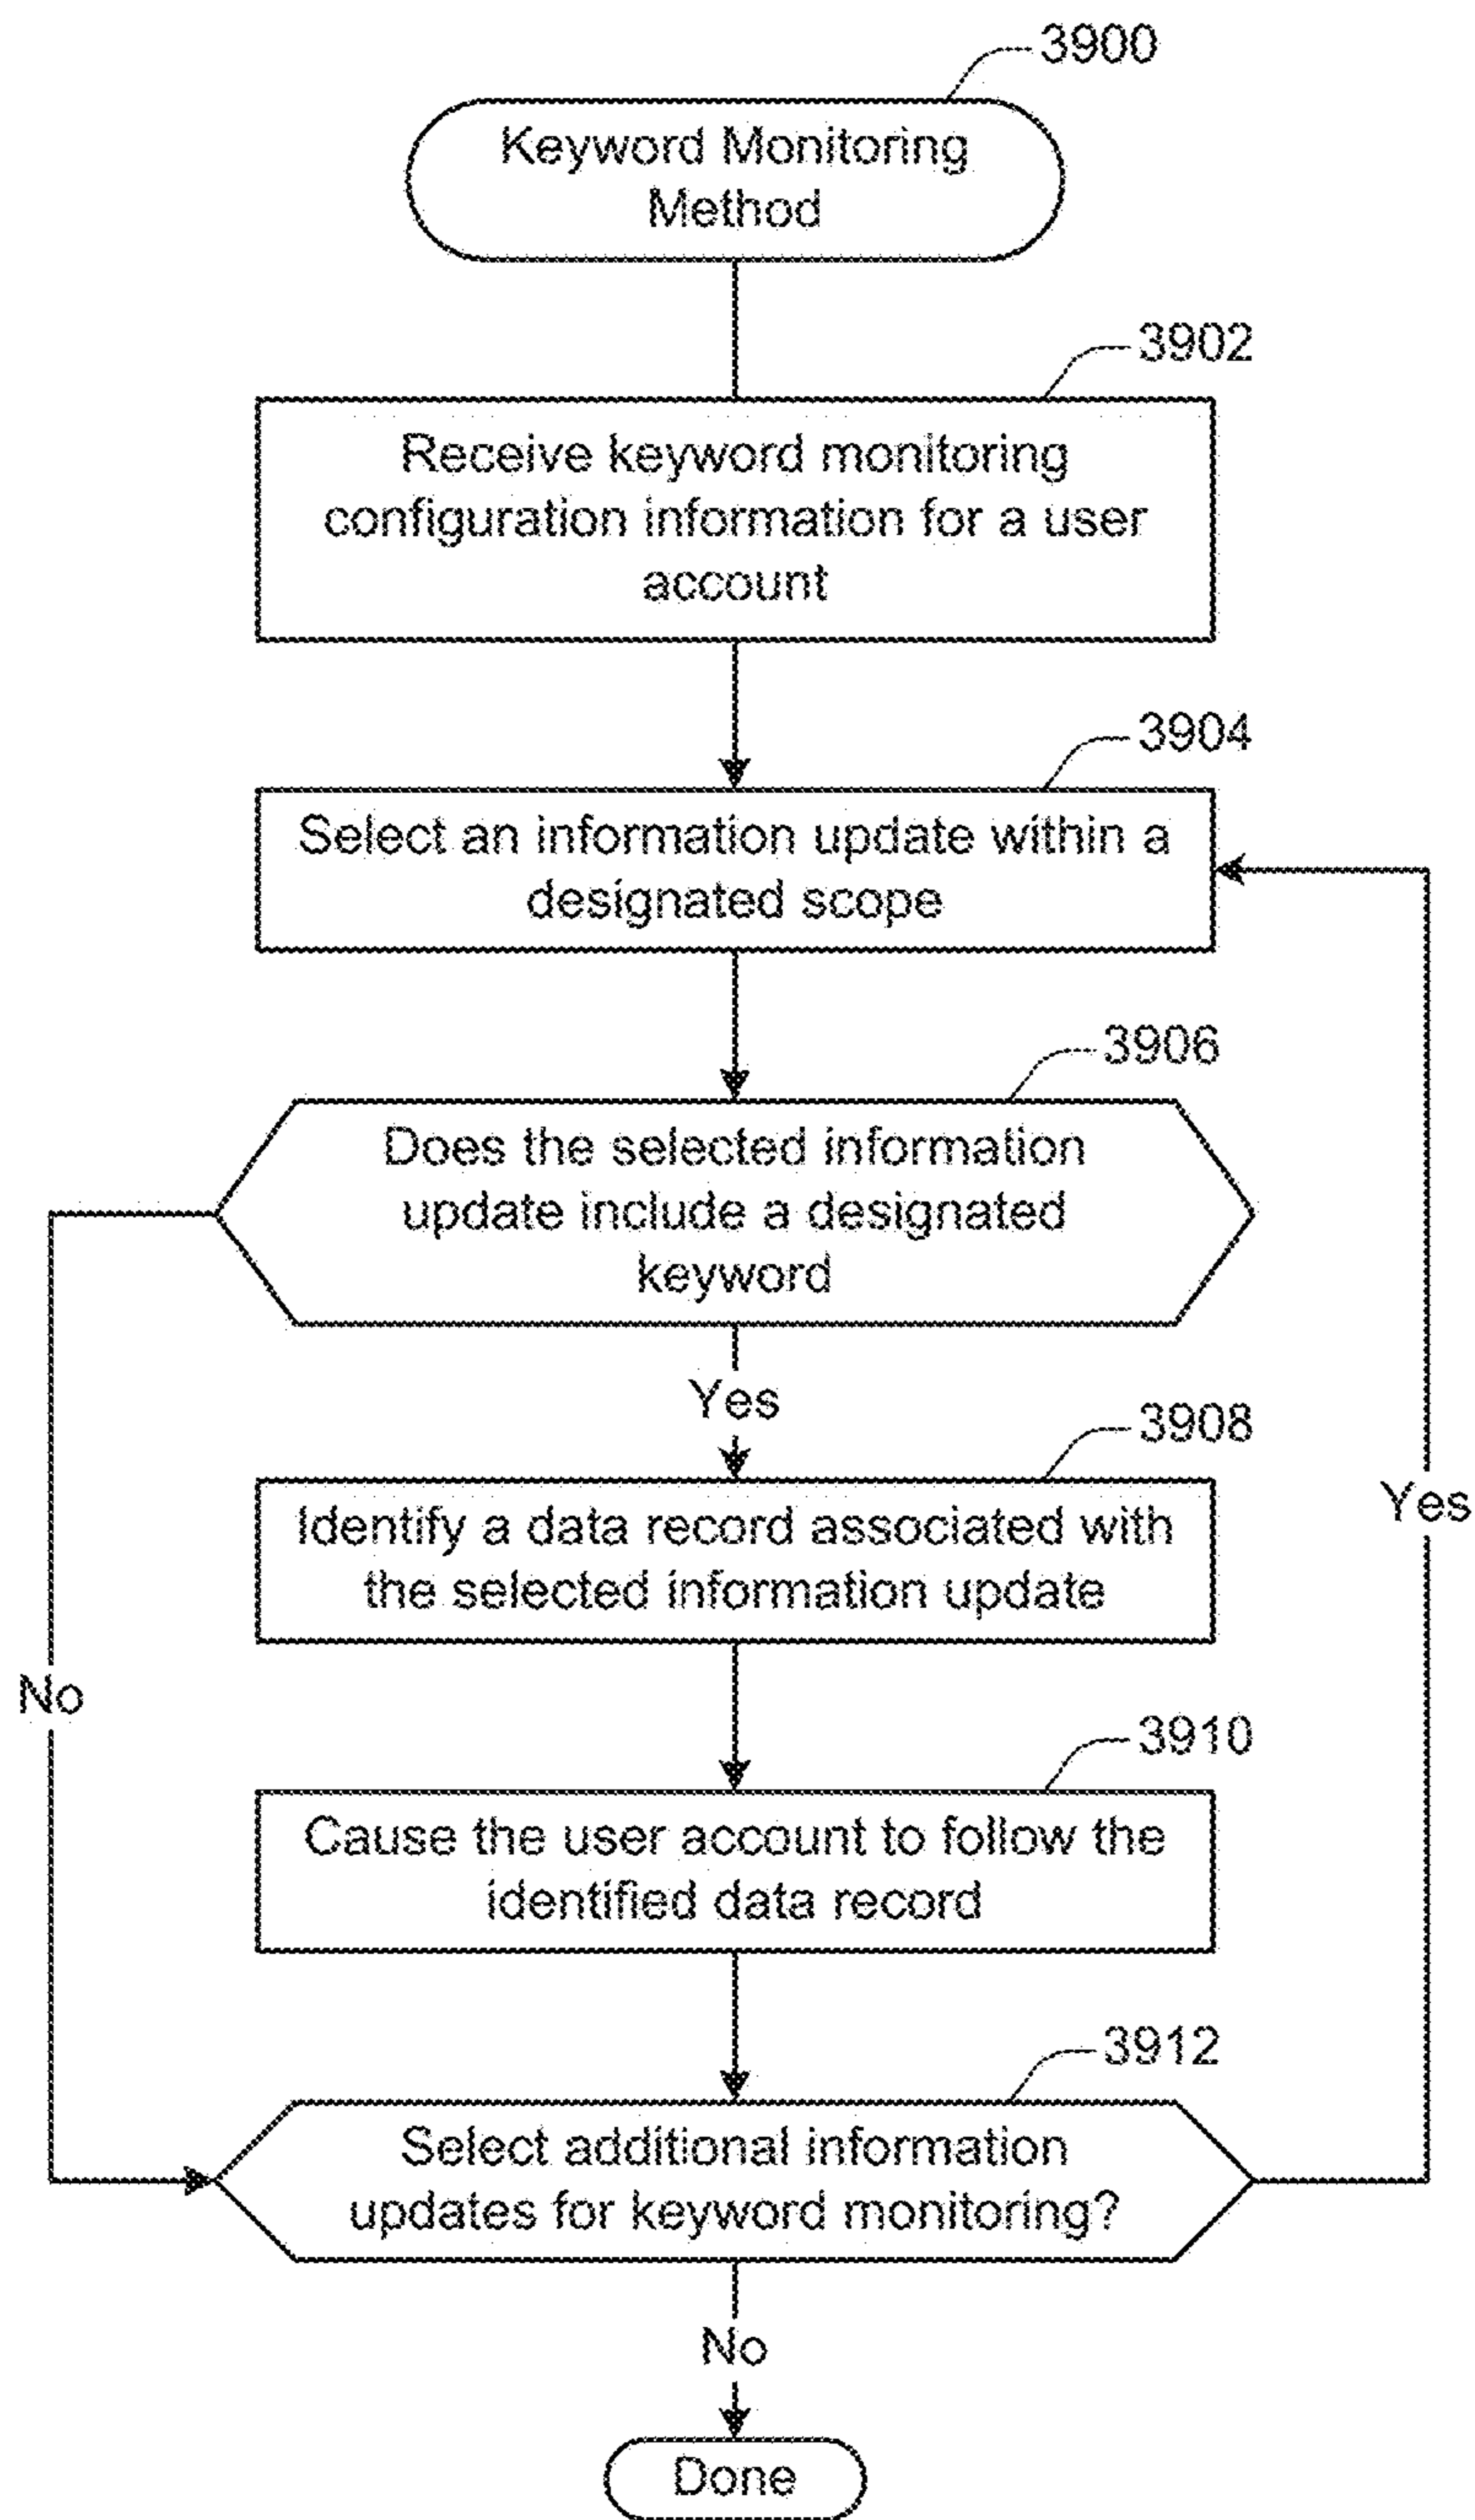 3900
Keyword Monitoring
Method
3902
Receive keyword monitoring
configuration information for a user
account
3904
Select an information update within a
designated scope
3906
Does the selected information
update include a designated
keyword
Yes
3908
Identify a data record associated with
the selected information update
Yes
No
3910
Cause the user account to follow the
identified data record
3912
Select additional information
updates for keyword monitoring?
No
Done